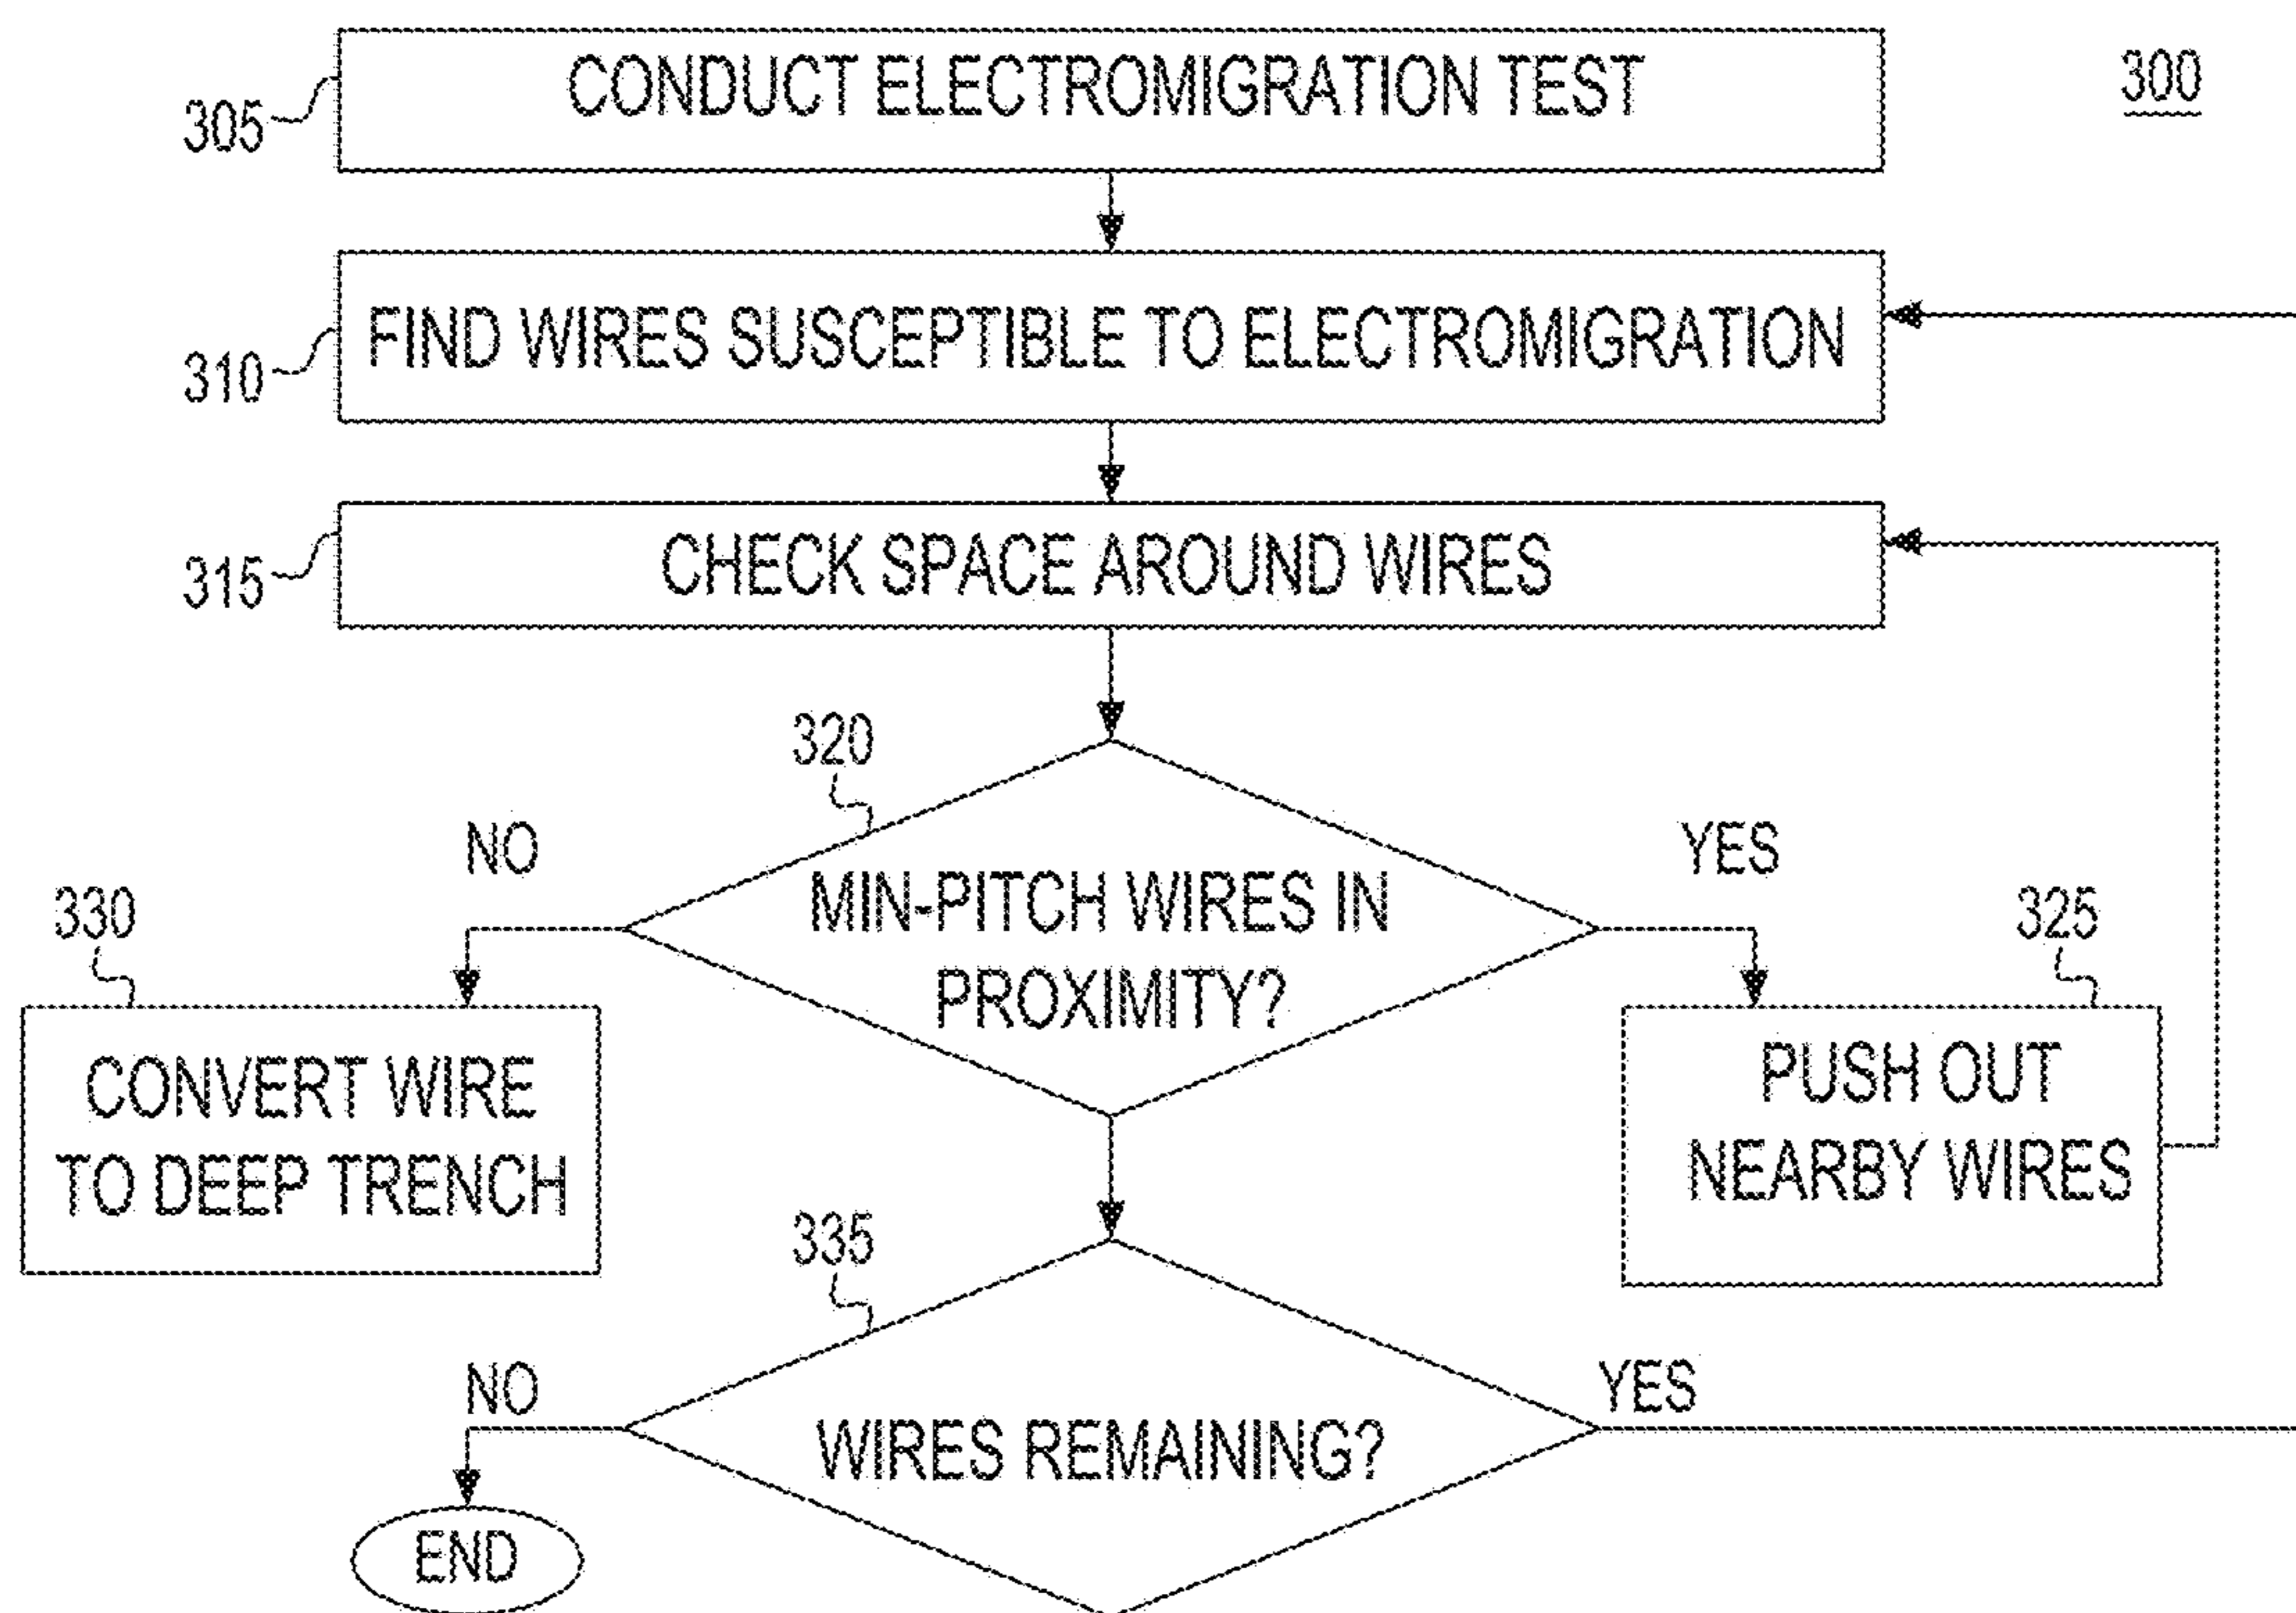 300
305
CONDUCT ELECTROMIGRATION TEST
310
FIND WIRES SUSCEPTIBLE TO ELECTROMIGRATION
315
CHECK SPACE AROUND WIRES
320
NO
YES
MIN-PITCH WIRES IN
PROXIMITY?
330
CONVERT WIRE
TO DEEP TRENCH
325
PUSH OUT
NEARBY WIRES
335
NO
YES
WIRES REMAINING?
END